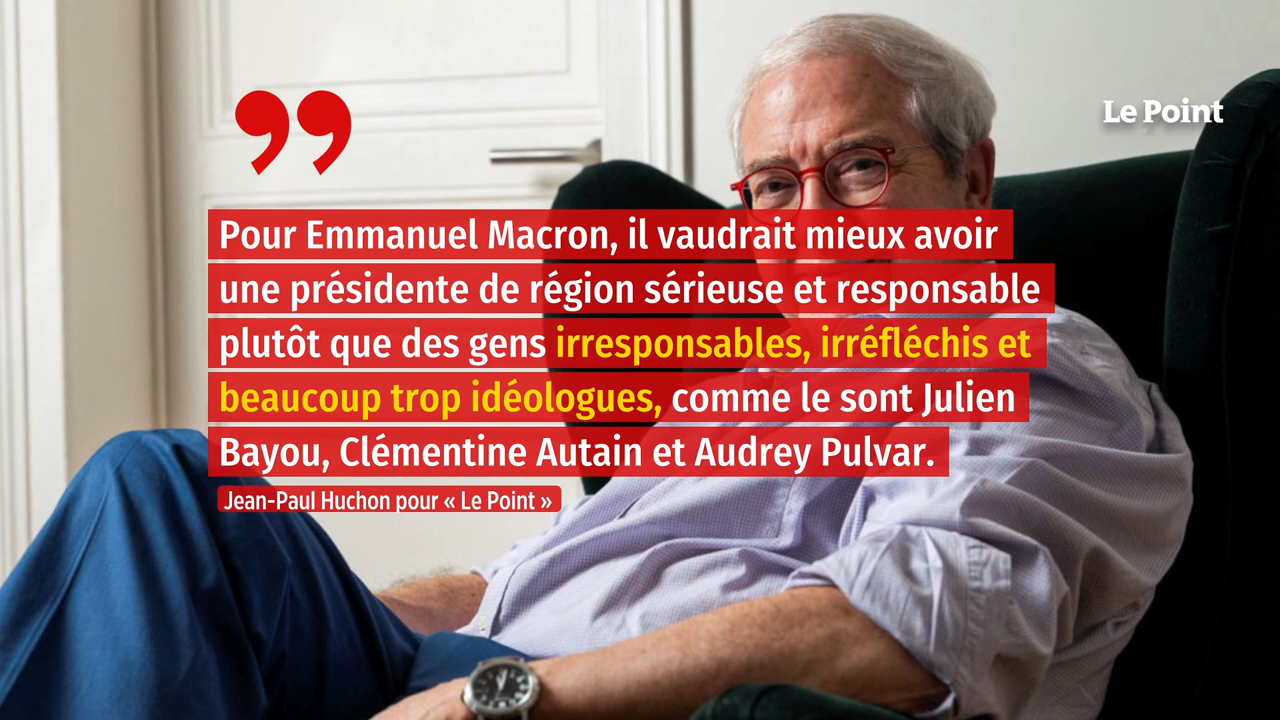 Le Point
”
Pour Emmanuel Macron, il vaudrait mieux avoir
une présidente de région sérieuse et responsable
plutôt que des gens irresponsables, irréfléchis et
beaucoup trop idéologues, comme le sont Julien
Bayou, Clémentine Autain et Audrey Pulvar.
Jean-Paul Huchon pour « Le Point »